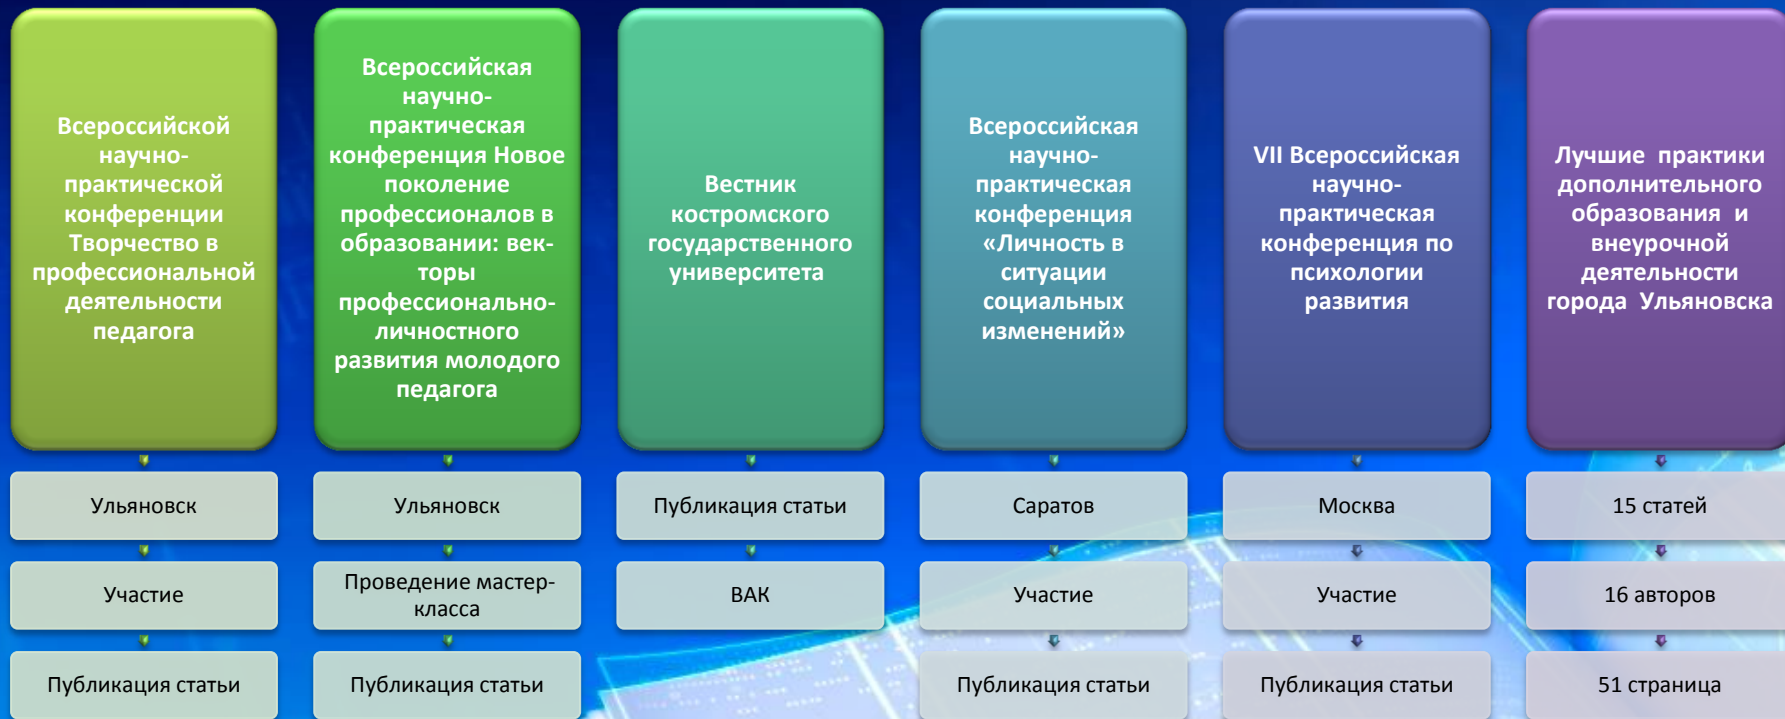 Всероссийской
научно-
практической
конференции
Творчество в
профессиональной
деятельности
педагога
Ульяновск
Участие
Публикация статьи
Всероссийская
научно-
практическая
конференция Новое
поколение
профессионалов в
образовании: век-
торы
профессионально-
личностного
развития молодого
педагога
Ульяновск
Проведение мастер-
класса
Публикация статьи
Вестник
костромского
государственного
университета
Публикация статьи
ВАК
Всероссийская
научно-
практическая
конференция
«Личность в
ситуации
социальных
изменений»
Саратов
Участие
Публикация статьи
VII Всероссийская
научно-
практическая
конференция по
психологии
развития
Москва
Участие
Публикация статьи
Лучшие практики
дополнительного
образования и
внеурочной
деятельности
города Ульяновска
15 статей
16 авторов
51 страница